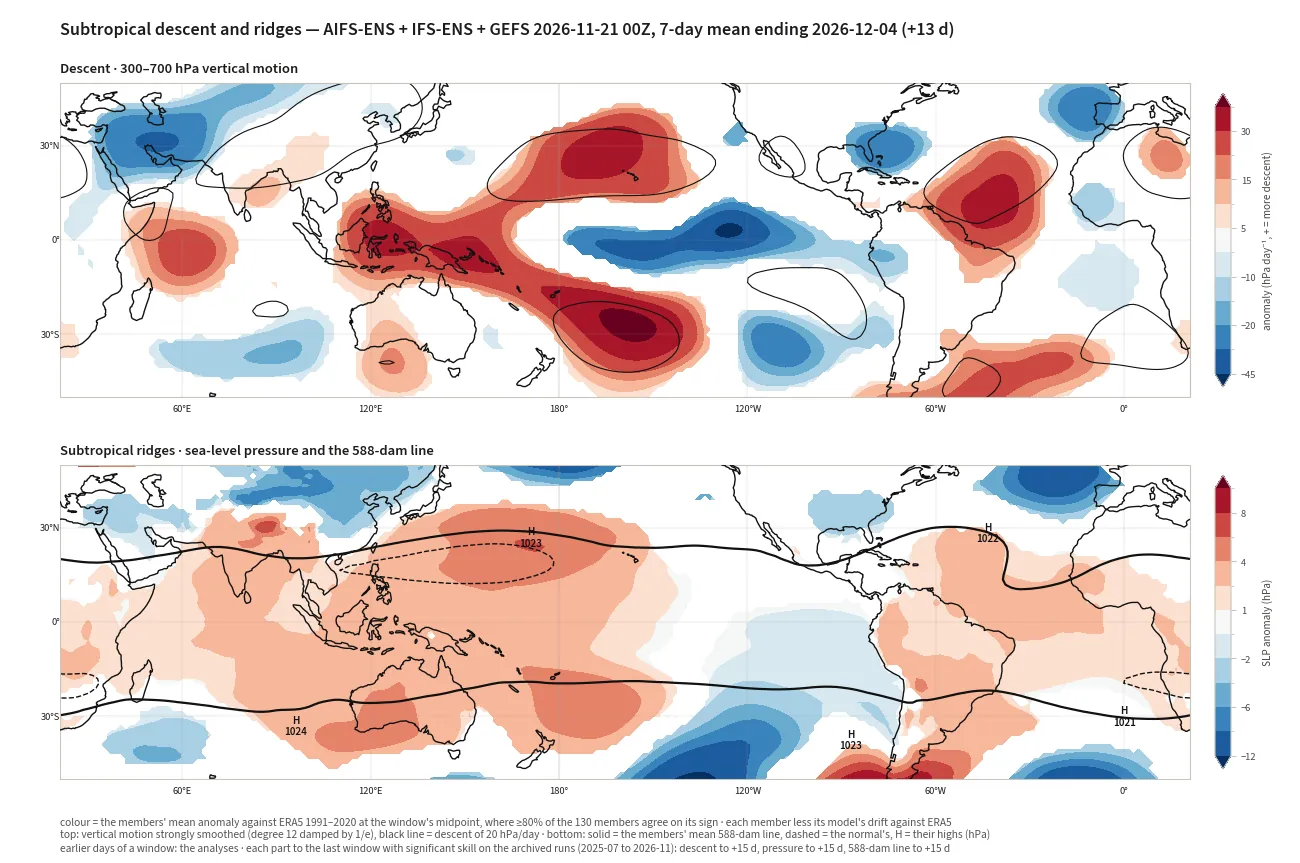 Subtropical descent and ridges — AIFS-ENS + IFS-ENS + GEFS 2026-11-21 00Z, 7-day mean ending 2026-12-04 (+13 d)
Descent · 300–700 hPa vertical motion
30°N
0°
30°S
60°E
120°E
180°
120°W
60°W
0°
30
15
5
−10
−20
−45
anomaly (hPa day⁻¹, + = more descent)
Subtropical ridges · sea-level pressure and the 588-dam line
30°N
0°
30°S
H
1023
H
1022
H
1024
H
1023
H
1021
60°E
120°E
180°
120°W
60°W
0°
8
4
1
−2
−6
−12
SLP anomaly (hPa)
colour = the members' mean anomaly against ERA5 1991–2020 at the window's midpoint, where ≥80% of the 130 members agree on its sign · each member less its model's drift against ERA5
top: vertical motion strongly smoothed (degree 12 damped by 1/e), black line = descent of 20 hPa/day · bottom: solid = the members' mean 588-dam line, dashed = the normal's, H = their highs (hPa)
earlier days of a window: the analyses · each part to the last window with significant skill on the archived runs (2025-07 to 2026-11): descent to +15 d, pressure to +15 d, 588-dam line to +15 d